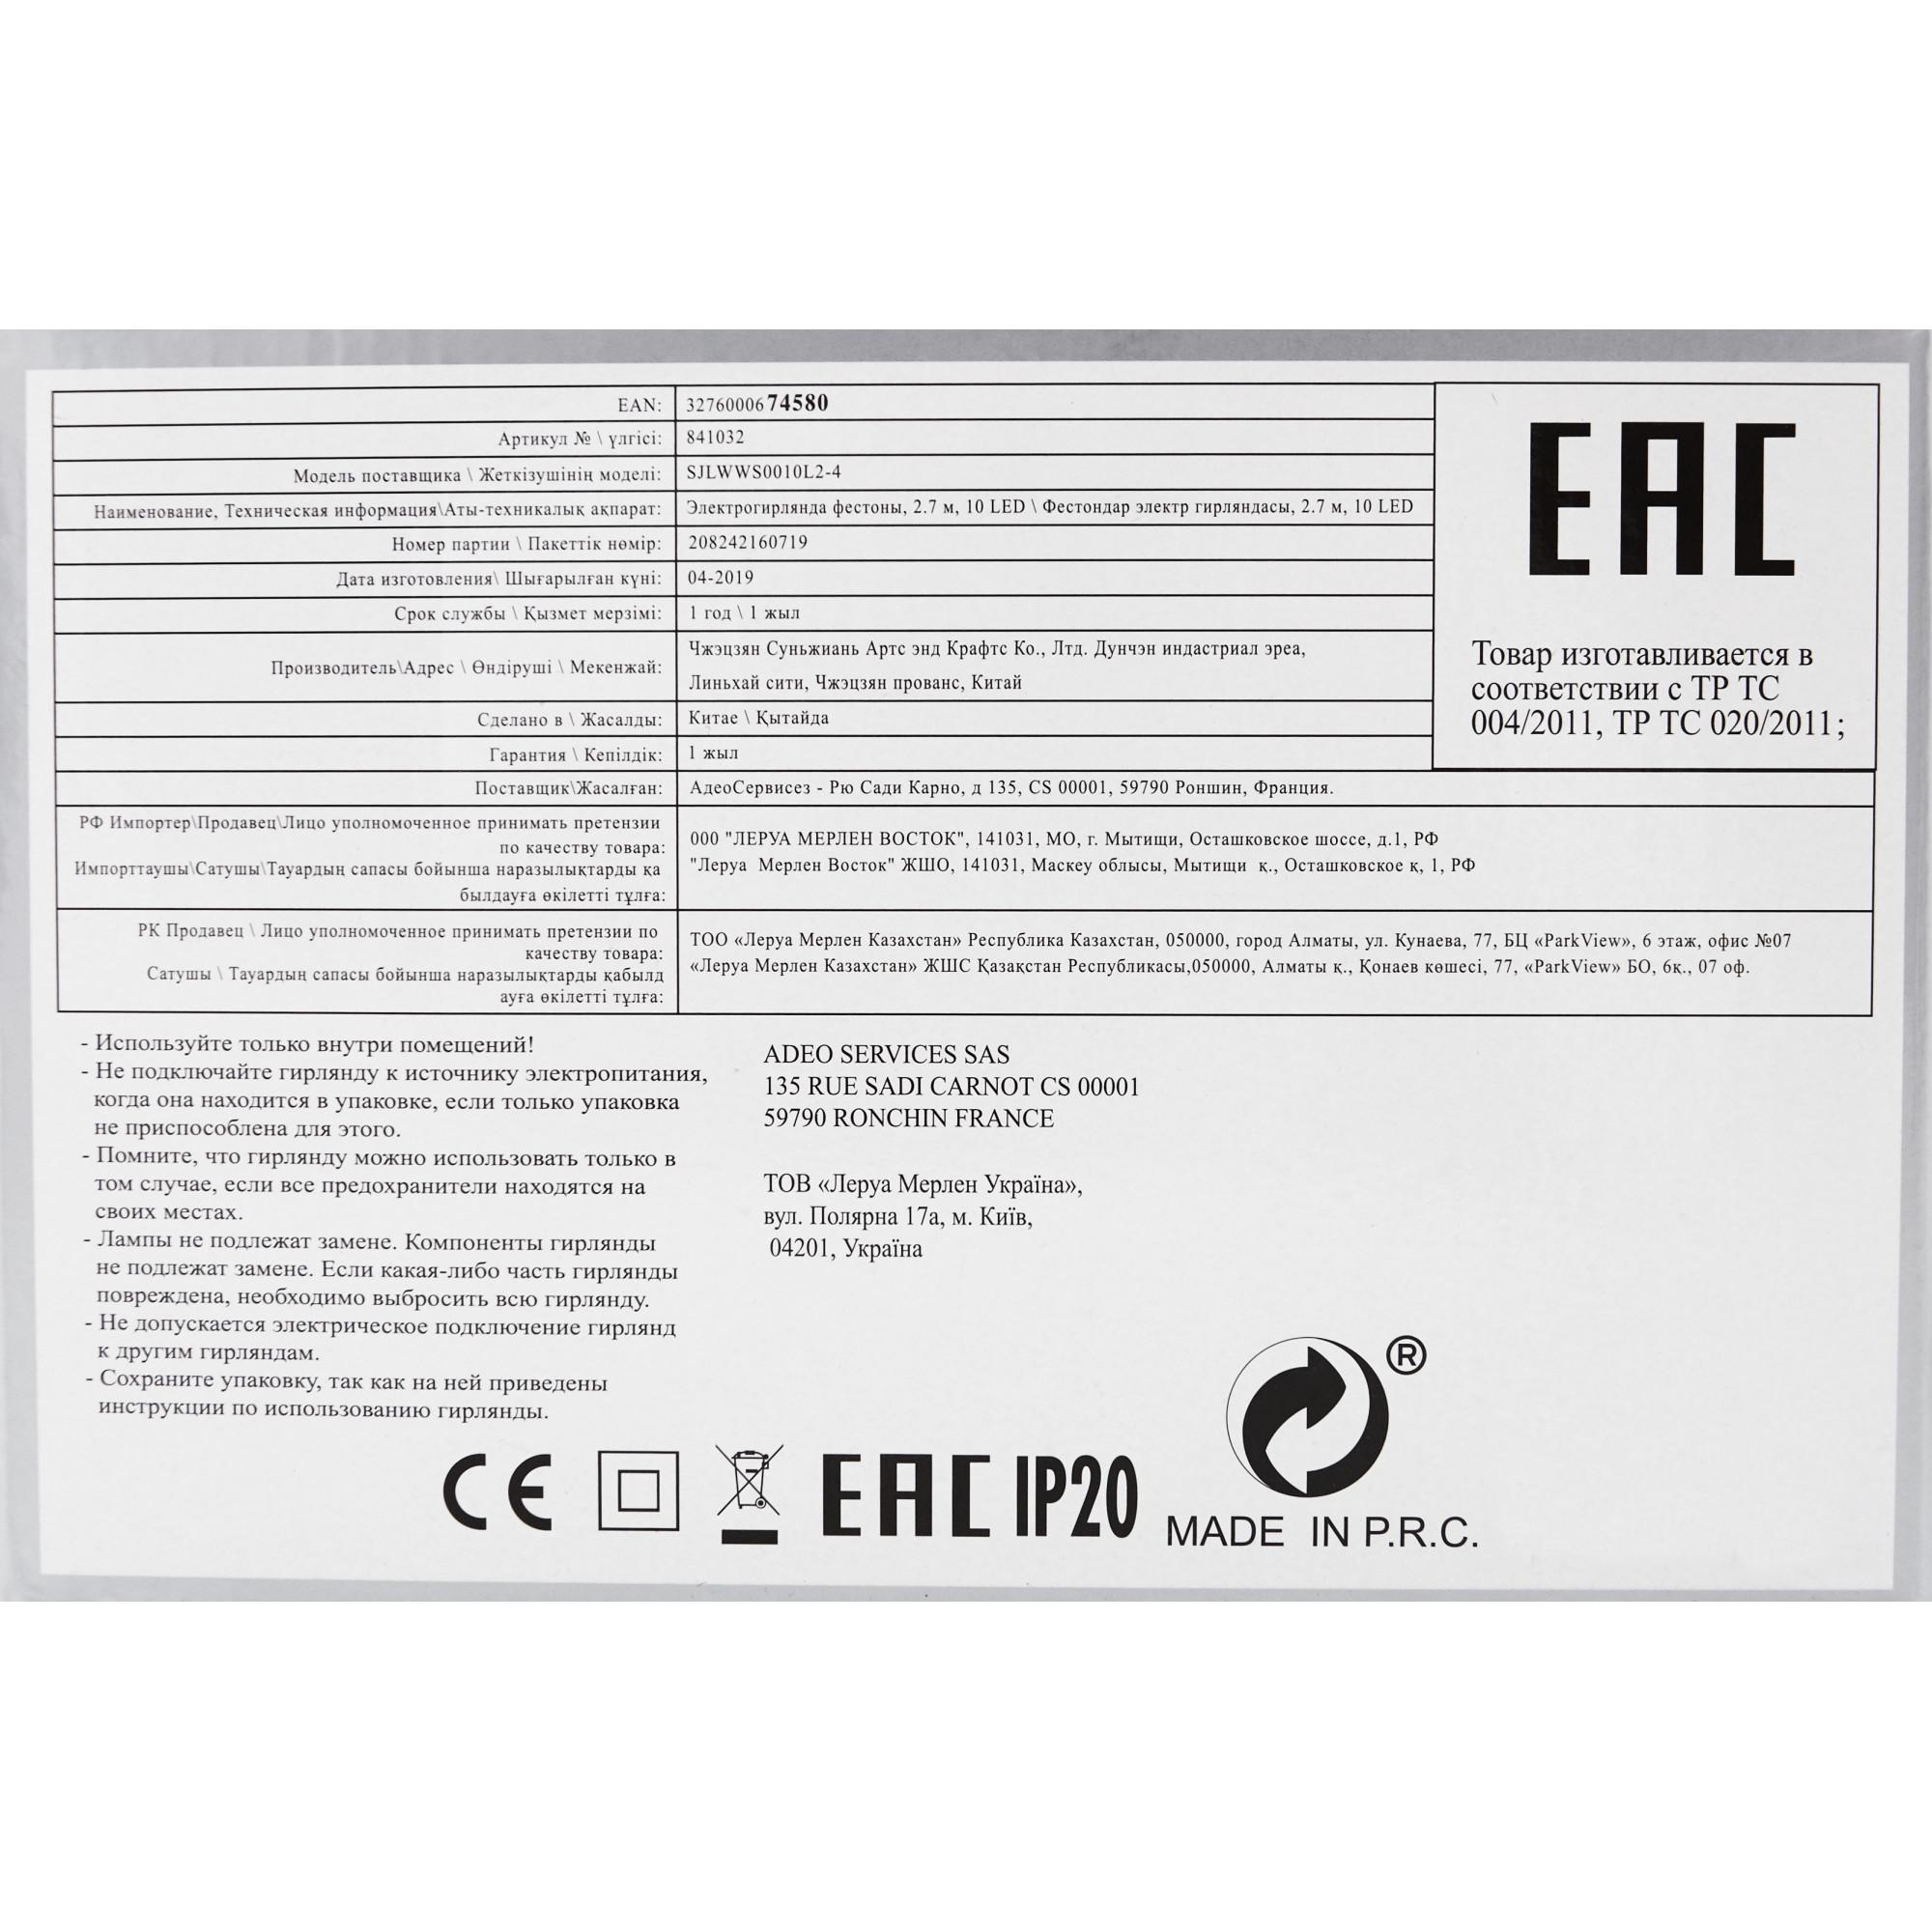 EAN: 3276000674580
Артикул № \ үлгісі: 841032
Модель поставщика \ Жеткізушінің моделі: SJLWWS0010L2-4
Наименование, Техническая информация\Аты-техникалық ақпарат: Электрогирлянда фестоны, 2.7 м, 10 LED \ Фестондар электр гирляндасы, 2.7 м, 10 LED
Номер партии \ Пакеттік нөмір: 208242160719
Дата изготовления\ Шығарылған күні: 04-2019
Срок службы \ Қызмет мерзімі: 1 год \ 1 жыл
Производитель\Адрес \ Өндіруші \ Мекенжай: Чжэцзян Суньжиань Артс энд Крафтс Ко., Лтд. Дунчэн индастриал эреа,
Линьхай сити, Чжэцзян прованс, Китай
Сделано в \ Жасалды: Китае \ Қытайда
Гарантия \ Кепілдік: 1 жыл
Поставщик\Жасалған: АдеоСервисез - Рю Сади Карно, д 135, CS 00001, 59790 Роншин, Франция.
РФ Импортер\Продавец\Лицо уполномоченное принимать претензии
по качеству товара:
Импорттаушы\Сатушы\Тауардың сапасы бойынша наразылықтарды қа
былдауға өкілетті тұлға:
ООО "ЛЕРУА МЕРЛЕН ВОСТОК", 141031, МО, г. Мытищи, Осташковское шоссе, д.1, РФ
"Леруа Мерлен Восток" ЖШО, 141031, Маскеу облысы, Мытищи қ., Осташковское қ, 1, РФ
РК Продавец \ Лицо уполномоченное принимать претензии по
качеству товара:
Сатушы \ Тауардың сапасы бойынша наразылықтарды қабылд
ауға өкілетті тұлға:
ТОО «Леруа Мерлен Казахстан» Республика Казахстан, 050000, город Алматы, ул. Кунаева, 77, БЦ «ParkView», 6 этаж, офис №07
«Леруа Мерлен Казахстан» ЖШС Қазақстан Республикасы,050000, Алматы қ., Қонаев көшесі, 77, «ParkView» БО, 6қ., 07 оф.
EAC
Товар изготавливается в
соответствии с ТР ТС
004/2011, ТР ТС 020/2011;
- Используйте только внутри помещений!
- Не подключайте гирлянду к источнику электропитания,
когда она находится в упаковке, если только упаковка
не приспособлена для этого.
- Помните, что гирлянду можно использовать только в
том случае, если все предохранители находятся на
своих местах.
- Лампы не подлежат замене. Компоненты гирлянды
не подлежат замене. Если какая-либо часть гирлянды
повреждена, необходимо выбросить всю гирлянду.
- Не допускается электрическое подключение гирлянд
к другим гирляндам.
- Сохраните упаковку, так как на ней приведены
инструкции по использованию гирлянды.
ADEO SERVICES SAS
135 RUE SADI CARNOT CS 00001
59790 RONCHIN FRANCE
ТОВ «Леруа Мерлен Україна»,
вул. Полярна 17а, м. Київ,
04201, Україна
®
CE EAC IP20
MADE IN P.R.C.